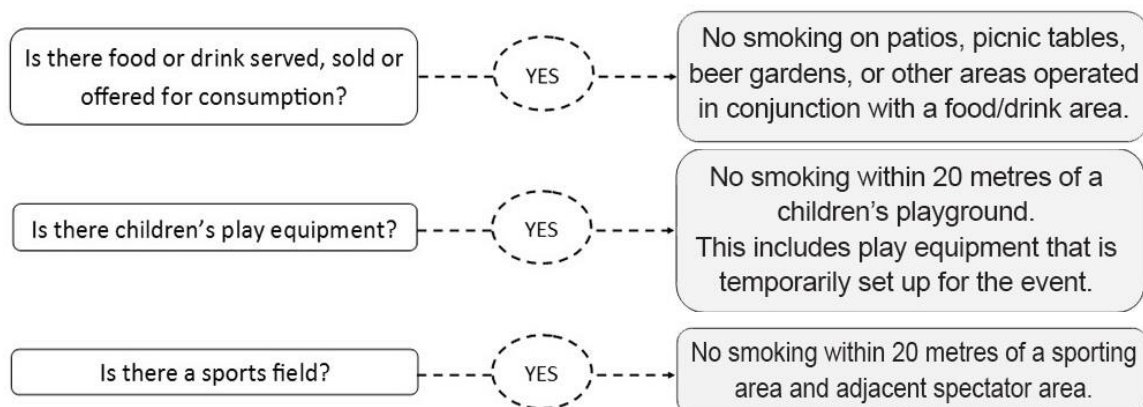 Is there food or drink served, sold or
offered for consumption?
YES
No smoking on patios, picnic tables,
beer gardens, or other areas operated
in conjunction with a food/drink area.
Is there children's play equipment?
YES
No smoking within 20 metres of a
children's playground.
This includes play equipment that is
temporarily set up for the event.
Is there a sports field?
YES
No smoking within 20 metres of a sporting
area and adjacent spectator area.